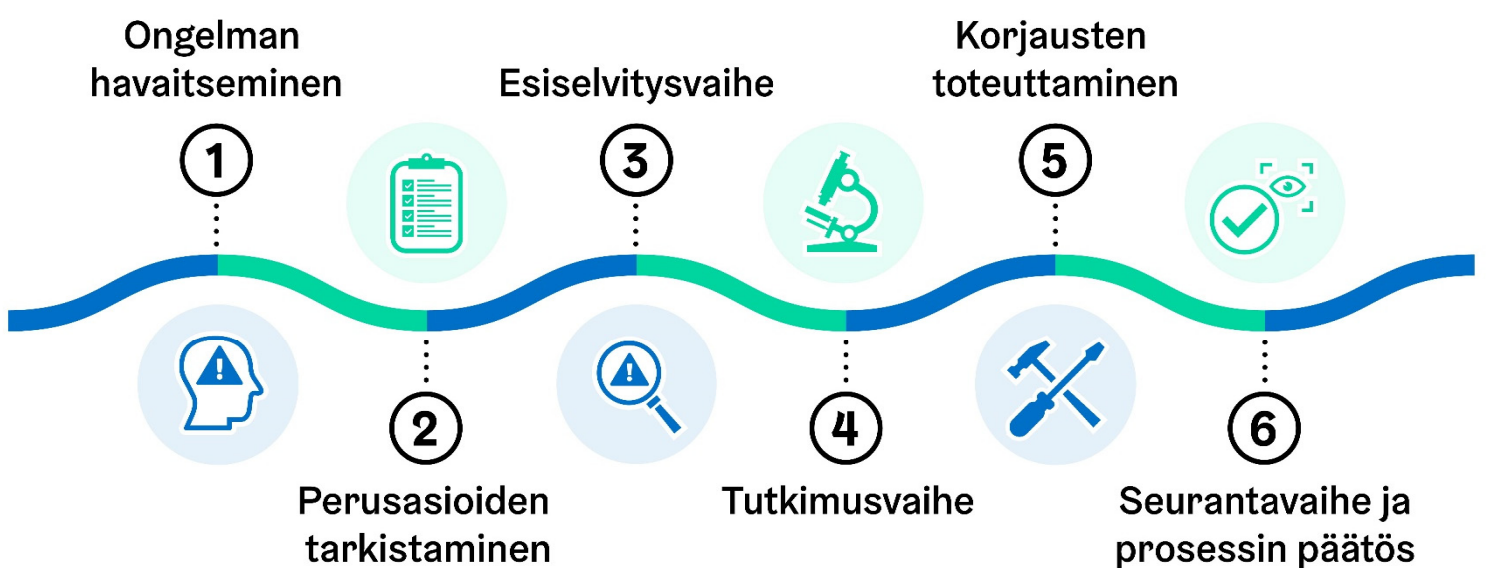 Ongelman
havaitseminen
1
Perusasioiden
tarkistaminen
2
Esiselvitysvaihe
3
Tutkimusvaihe
4
Korjausten
toteuttaminen
5
Seurantavaihe ja
prosessin päätös
6